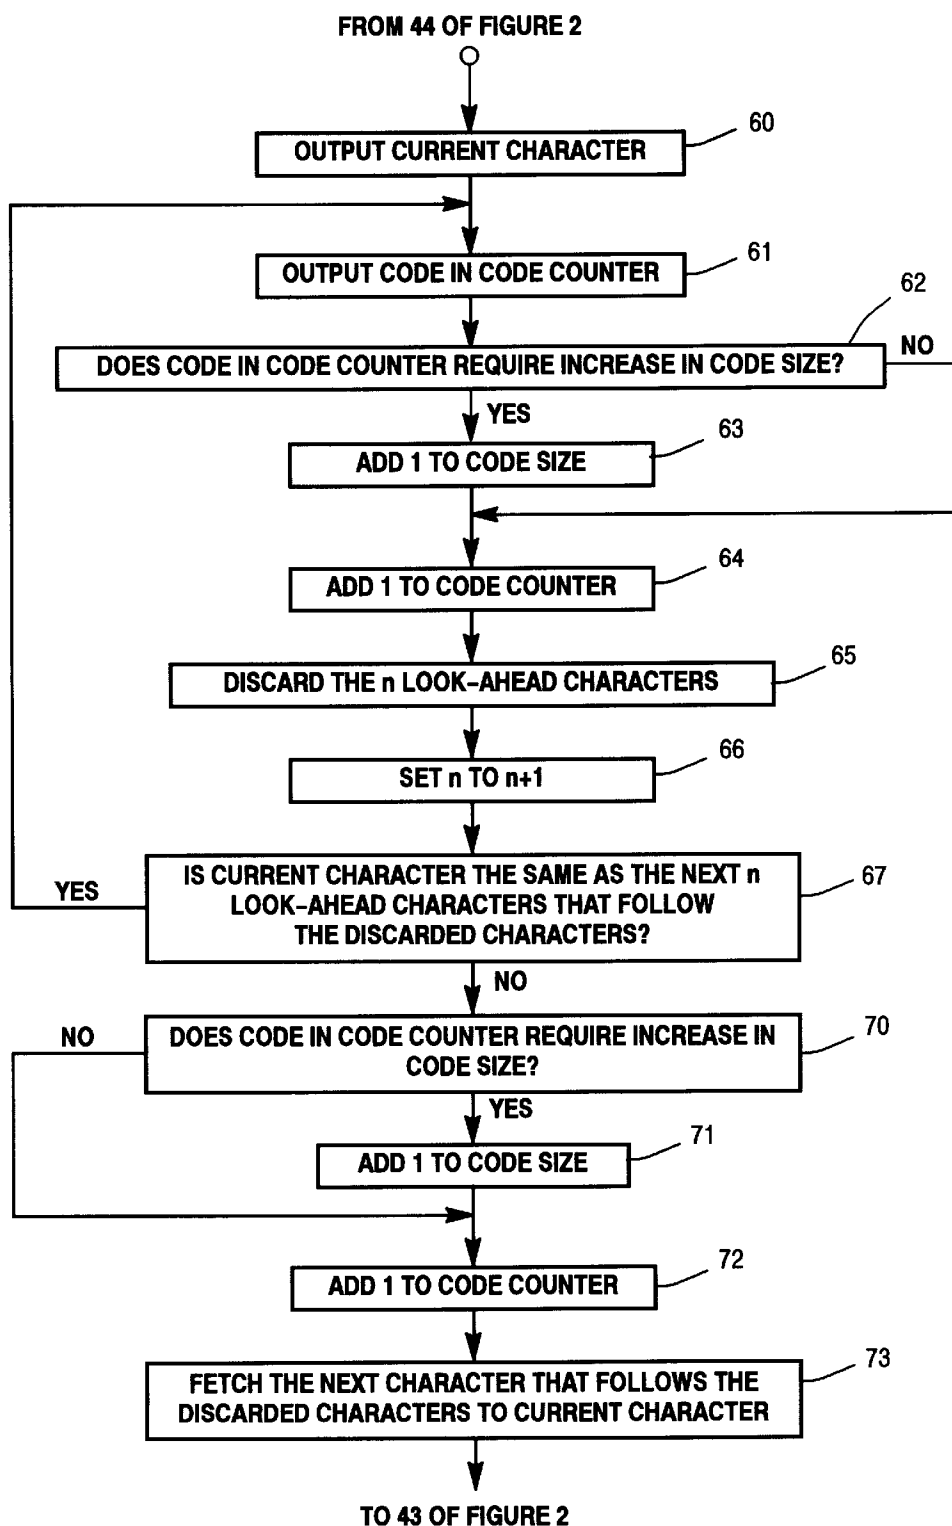 FROM 44 OF FIGURE 2
60
OUTPUT CURRENT CHARACTER
61
OUTPUT CODE IN CODE COUNTER
62
DOES CODE IN CODE COUNTER REQUIRE INCREASE IN CODE SIZE?
NO
YES
63
ADD 1 TO CODE SIZE
64
ADD 1 TO CODE COUNTER
65
DISCARD THE n LOOK-AHEAD CHARACTERS
66
SET n TO n+1
67
IS CURRENT CHARACTER THE SAME AS THE NEXT n
LOOK-AHEAD CHARACTERS THAT FOLLOW
THE DISCARDED CHARACTERS?
YES
NO
70
DOES CODE IN CODE COUNTER REQUIRE INCREASE IN
CODE SIZE?
NO
YES
71
ADD 1 TO CODE SIZE
72
ADD 1 TO CODE COUNTER
73
FETCH THE NEXT CHARACTER THAT FOLLOWS THE
DISCARDED CHARACTERS TO CURRENT CHARACTER
TO 43 OF FIGURE 2